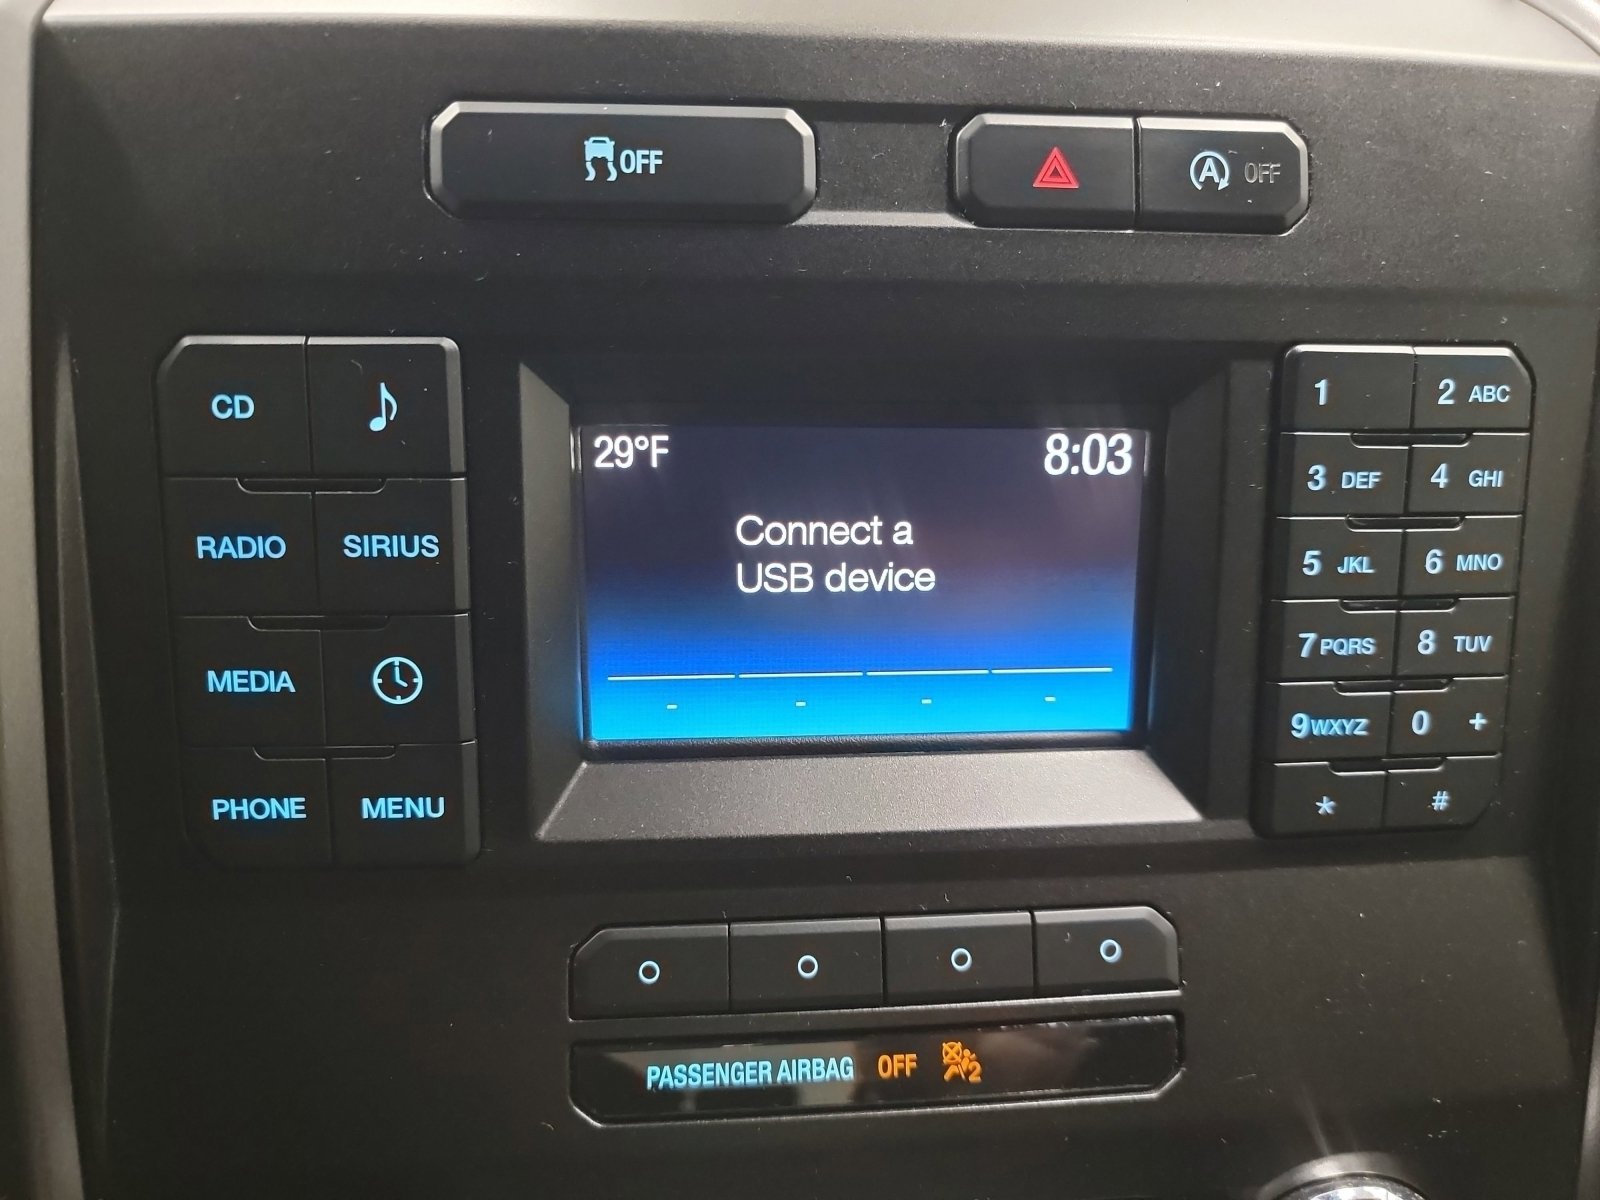 OFF
A OFF
CD
RADIO SIRIUS
MEDIA
PHONE MENU
29°F 8:03
Connect a
USB device
- - - -
1 2 ABC
3 DEF 4 GHI
5 JKL 6 MNO
7 PQRS 8 TUV
9 WXYZ 0 +
* #
PASSENGER AIRBAG OFF 2